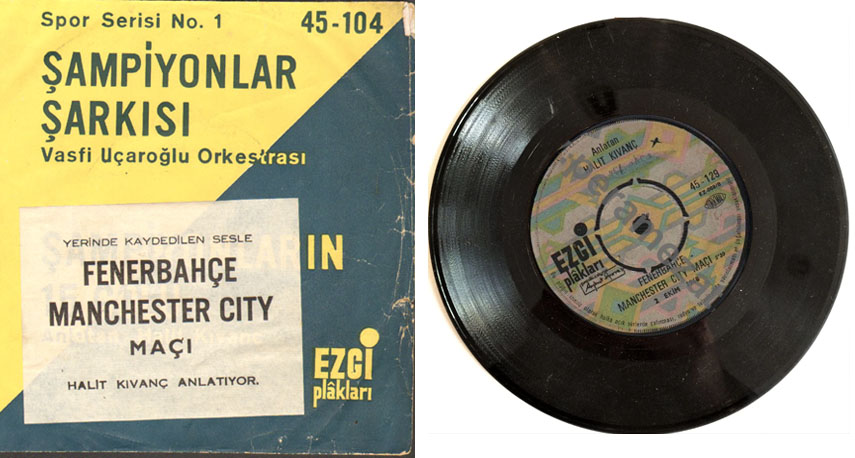 Spor Serisi No. 1
45-104
ŞAMPİYONLAR
ŞARKISI
Vasfi Uçaroğlu Orkestrası
YERİNDE KAYDEDİLEN SESLE
FENERBAHÇE
MANCHESTER CITY
MAÇI
HALİT KIVANÇ ANLATIYOR.
IN
EZGİ
plâkları
Anlatan
HALİT KIVANÇ
45-129
EZGİ
plâkları
FENERBAHÇE -
MANCHESTER CITY MAÇI
2 EKİM